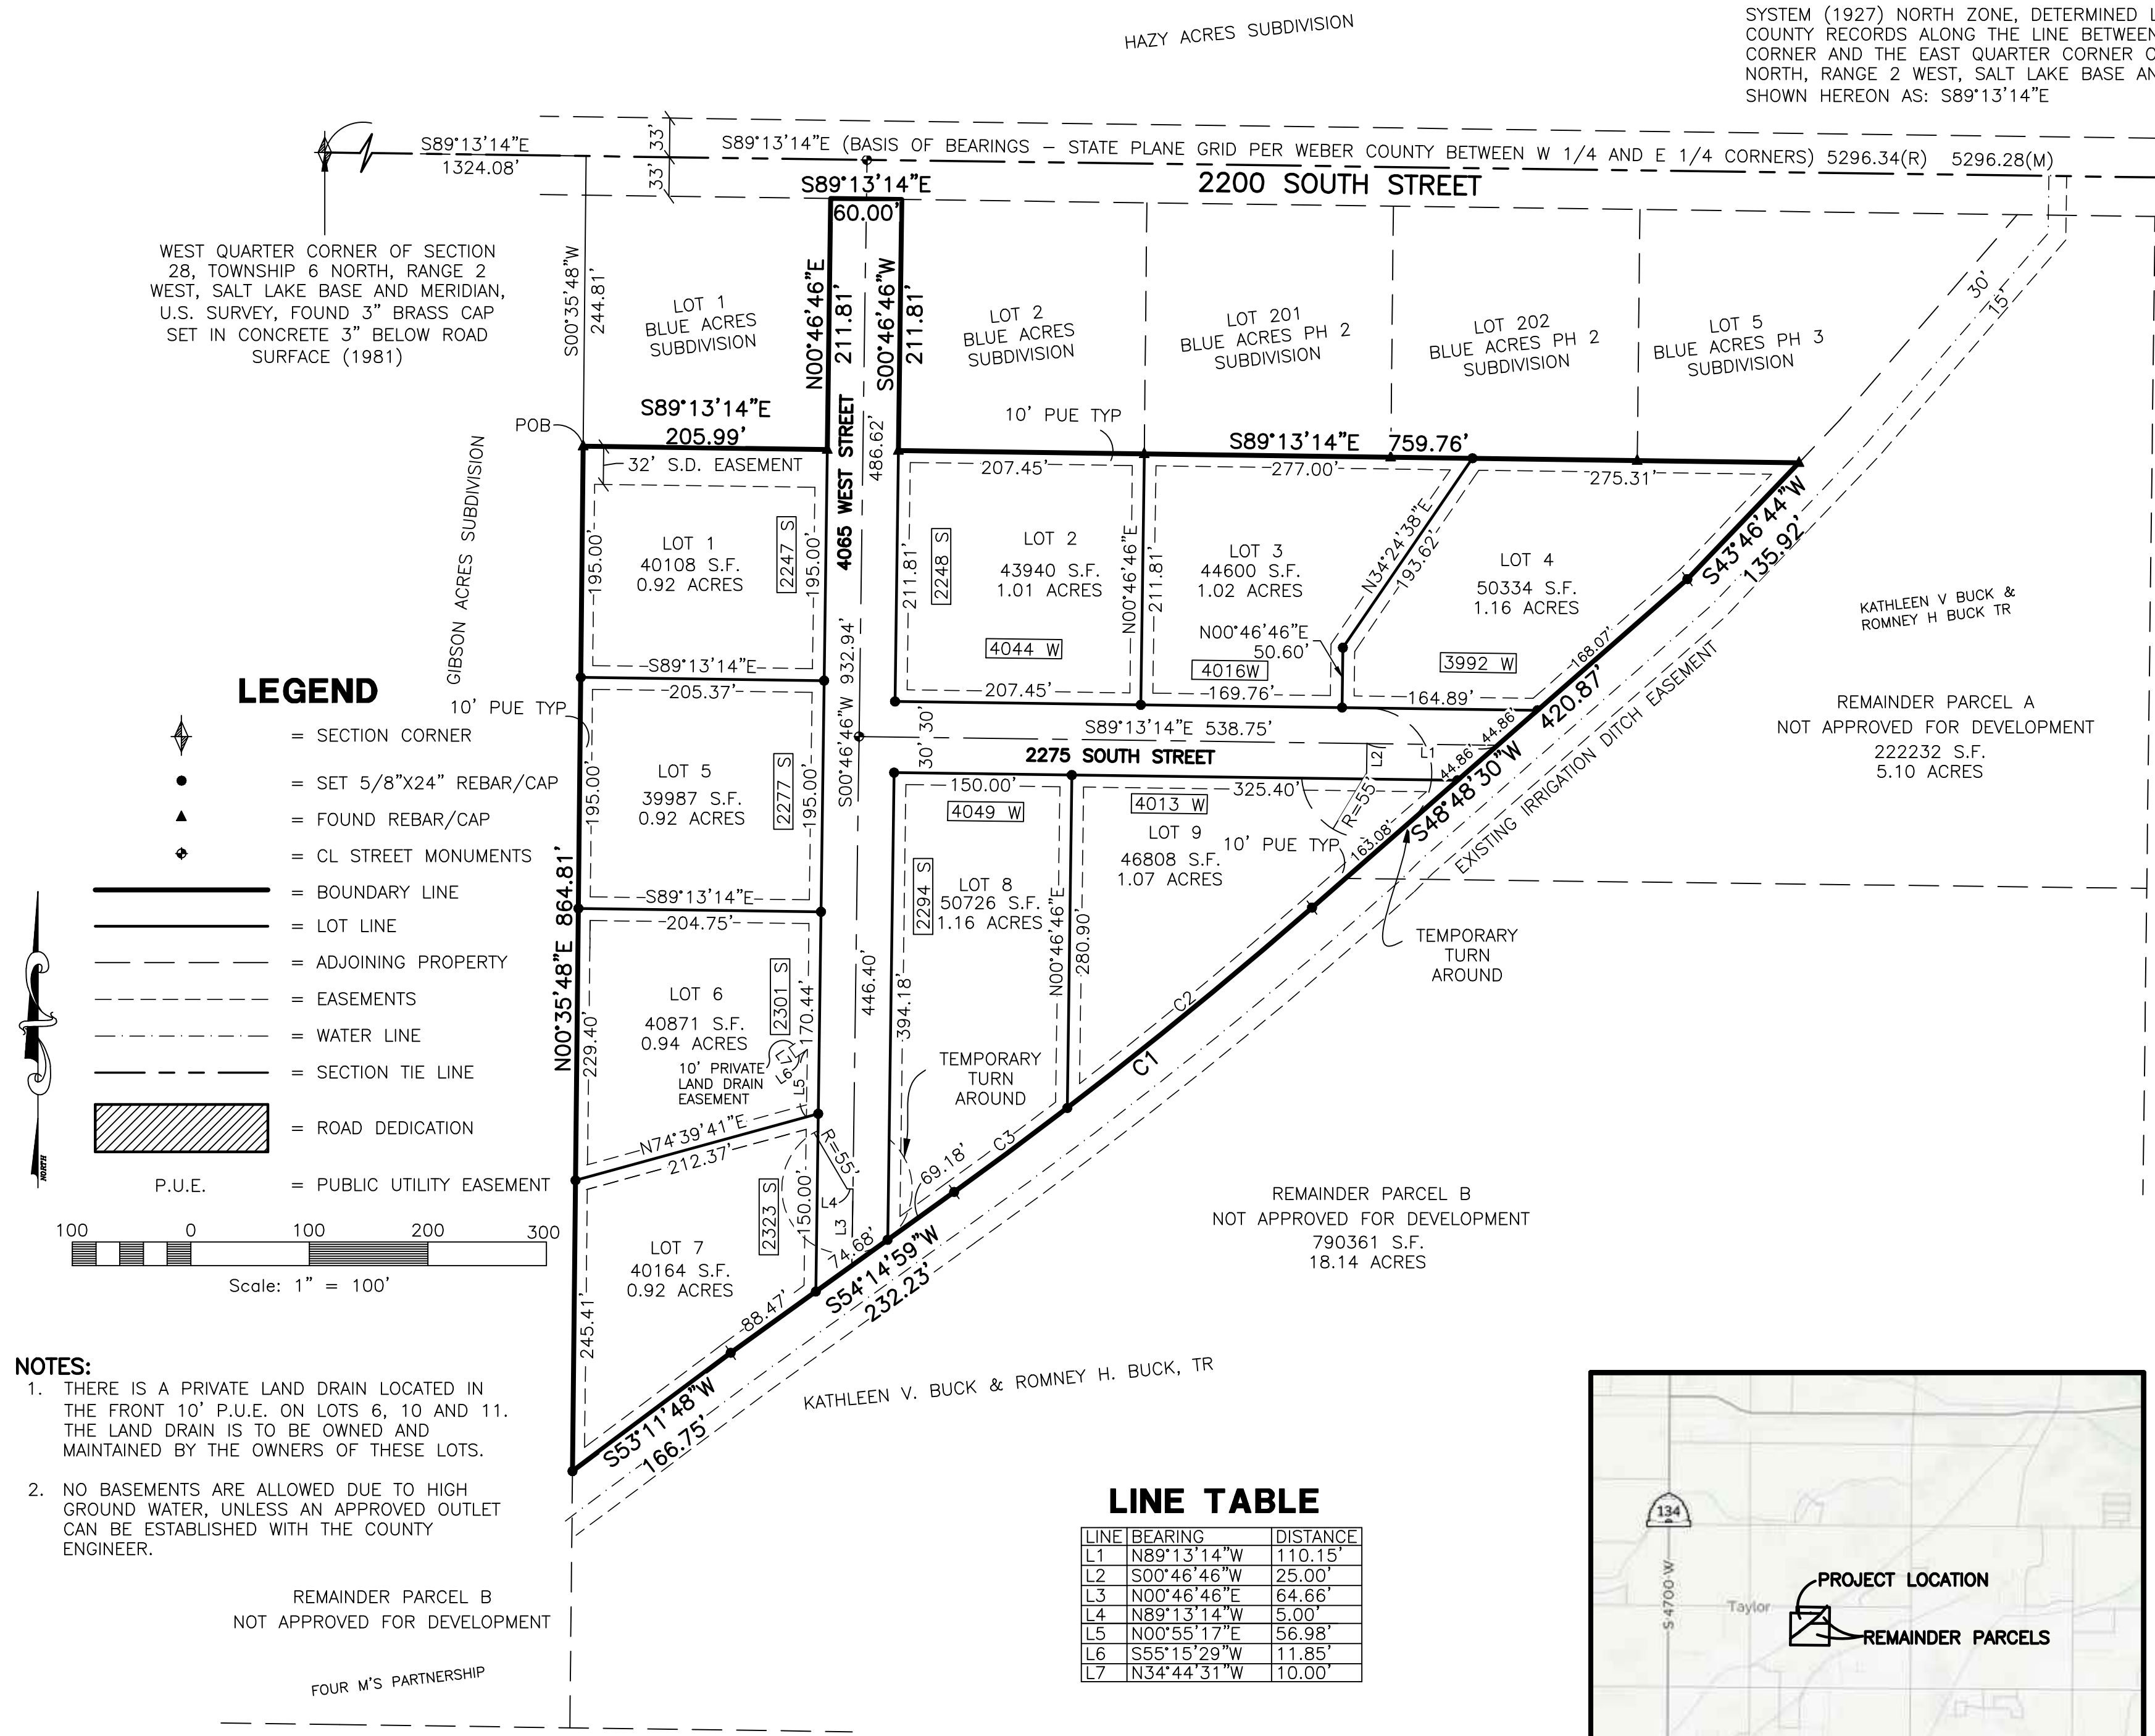 HAZY ACRES SUBDIVISION
SYSTEM (1927) NORTH ZONE, DETERMINED
COUNTY RECORDS ALONG THE LINE BETWEEN
CORNER AND THE EAST QUARTER CORNER
NORTH, RANGE 2 WEST, SALT LAKE BASE
SHOWN HEREON AS: S89°13'14"E
S89°13'14"E
1324.08'
33'
33'
S89°13'14"E (BASIS OF BEARINGS – STATE PLANE GRID PER WEBER COUNTY BETWEEN W 1/4 AND E 1/4 CORNERS) 5296.34(R) 5296.28(M)
S89°13'14"E
60.00'
2200 SOUTH STREET
WEST QUARTER CORNER OF SECTION
28, TOWNSHIP 6 NORTH, RANGE 2
WEST, SALT LAKE BASE AND MERIDIAN,
U.S. SURVEY, FOUND 3" BRASS CAP
SET IN CONCRETE 3" BELOW ROAD
SURFACE (1981)
S00°35'48"W
244.81'
LOT 1
BLUE ACRES
SUBDIVISION
N00°46'46"E
211.81'
S00°46'46"W
211.81'
LOT 2
BLUE ACRES
SUBDIVISION
LOT 201
BLUE ACRES PH 2
SUBDIVISION
LOT 202
BLUE ACRES PH 2
SUBDIVISION
LOT 5
BLUE ACRES PH 3
SUBDIVISION
30'
15'
POB
S89°13'14"E
205.99'
32' S.D. EASEMENT
10' PUE TYP
S89°13'14"E 759.76'
GIBSON ACRES SUBDIVISION
4065 WEST STREET
486.62'
S00°46'46"W 932.94'
446.40'
195.00'
LOT 1
40108 S.F.
0.92 ACRES
2247 S
195.00'
S89°13'14"E
205.37'
207.45'
211.81'
2248 S
LOT 2
43940 S.F.
1.01 ACRES
4044 W
207.45'
N00°46'46"E
211.81'
277.00'
LOT 3
44600 S.F.
1.02 ACRES
N00°46'46"E
50.60'
4016W
169.76'
N34°24'38"E
193.62'
275.31'
LOT 4
50334 S.F.
1.16 ACRES
3992 W
164.89'
168.07'
S43°46'44"W
135.92'
KATHLEEN V BUCK &
ROMNEY H BUCK TR
REMAINDER PARCEL A
NOT APPROVED FOR DEVELOPMENT
222232 S.F.
5.10 ACRES
420.87'
S48°48'30"W
44.86'
44.86'
EXISTING IRRIGATION DITCH EASEMENT
30'
30'
S89°13'14"E 538.75'
2275 SOUTH STREET
L2
L1
R=55'
LEGEND
= SECTION CORNER
= SET 5/8"X24" REBAR/CAP
= FOUND REBAR/CAP
= CL STREET MONUMENTS
= BOUNDARY LINE
= LOT LINE
= ADJOINING PROPERTY
= EASEMENTS
= WATER LINE
= SECTION TIE LINE
= ROAD DEDICATION
P.U.E. = PUBLIC UTILITY EASEMENT
NORTH
100 0 100 200 300
Scale: 1" = 100'
10' PUE TYP
195.00'
LOT 5
39987 S.F.
0.92 ACRES
2277 S
195.00'
S89°13'14"E
204.75'
N00°35'48"E 864.81'
150.00'
4049 W
2294 S
LOT 8
50726 S.F.
1.16 ACRES
394.18'
N00°46'46"E
280.90'
4013 W
325.40'
LOT 9
46808 S.F.
1.07 ACRES
10' PUE TYP
163.08'
TEMPORARY
TURN
AROUND
229.40'
LOT 6
40871 S.F.
0.94 ACRES
2301 S
170.44'
10' PRIVATE
LAND DRAIN
EASEMENT
L7
L6
L5
N74°39'41"E
212.37'
TEMPORARY
TURN
AROUND
C2
C1
C3
69.18'
R=55'
L4
L3
74.68'
2323 S
150.00'
LOT 7
40164 S.F.
0.92 ACRES
245.41'
88.47'
S54°14'59"W
232.23'
S53°11'48"W
166.75'
REMAINDER PARCEL B
NOT APPROVED FOR DEVELOPMENT
790361 S.F.
18.14 ACRES
KATHLEEN V. BUCK & ROMNEY H. BUCK, TR
NOTES:
1. THERE IS A PRIVATE LAND DRAIN LOCATED IN
THE FRONT 10' P.U.E. ON LOTS 6, 10 AND 11.
THE LAND DRAIN IS TO BE OWNED AND
MAINTAINED BY THE OWNERS OF THESE LOTS.
2. NO BASEMENTS ARE ALLOWED DUE TO HIGH
GROUND WATER, UNLESS AN APPROVED OUTLET
CAN BE ESTABLISHED WITH THE COUNTY
ENGINEER.
REMAINDER PARCEL B
NOT APPROVED FOR DEVELOPMENT
FOUR M'S PARTNERSHIP
LINE TABLE
LINE BEARING DISTANCE
L1 N89°13'14"W 110.15'
L2 S00°46'46"W 25.00'
L3 N00°46'46"E 64.66'
L4 N89°13'14"W 5.00'
L5 N00°55'17"E 56.98'
L6 S55°15'29"W 11.85'
L7 N34°44'31"W 10.00'
134
S 4700 W
Taylor
PROJECT LOCATION
REMAINDER PARCELS